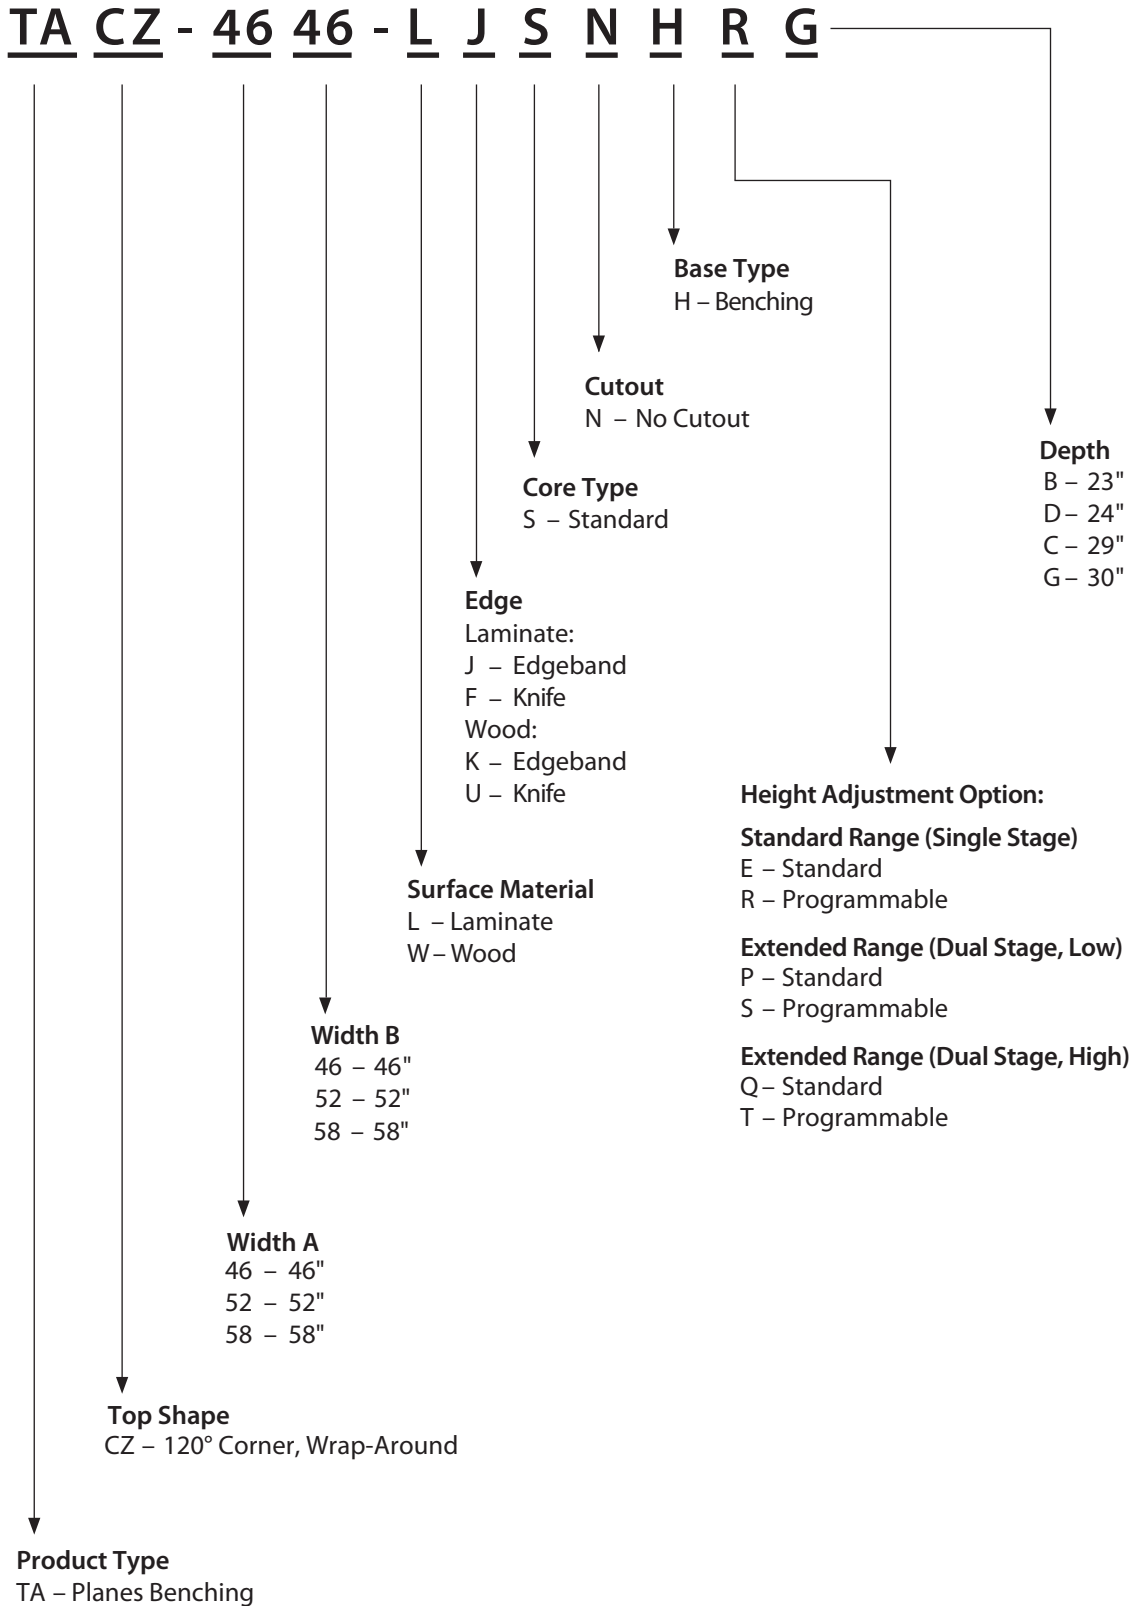 TA CZ - 46 46 - L J S N H R G
Base Type
H – Benching
Cutout
N – No Cutout
Depth
B – 23"
D – 24"
C – 29"
G – 30"
Core Type
S – Standard
Edge
Laminate:
J – Edgeband
F – Knife
Wood:
K – Edgeband
U – Knife
Height Adjustment Option:
Standard Range (Single Stage)
E – Standard
R – Programmable
Extended Range (Dual Stage, Low)
P – Standard
S – Programmable
Extended Range (Dual Stage, High)
Q – Standard
T – Programmable
Surface Material
L – Laminate
W – Wood
Width B
46 – 46"
52 – 52"
58 – 58"
Width A
46 – 46"
52 – 52"
58 – 58"
Top Shape
CZ – 120° Corner, Wrap-Around
Product Type
TA – Planes Benching